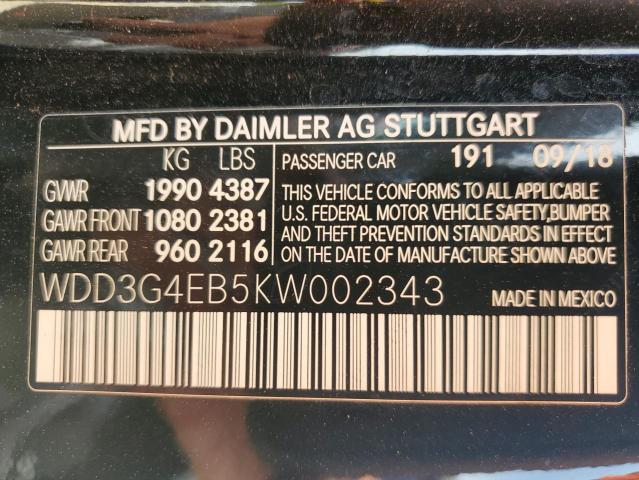 MFD BY DAIMLER AG STUTTGART
KG LBS
GVWR 1990 4387
GAWR FRONT 1080 2381
GAWR REAR 960 2116
PASSENGER CAR 191 09/18
THIS VEHICLE CONFORMS TO ALL APPLICABLE
U.S. FEDERAL MOTOR VEHICLE SAFETY,BUMPER
AND THEFT PREVENTION STANDARDS IN EFFECT
ON THE DATE OF MANUFACTURE SHOWN ABOVE
WDD3G4EB5KW002343
MADE IN MEXICO